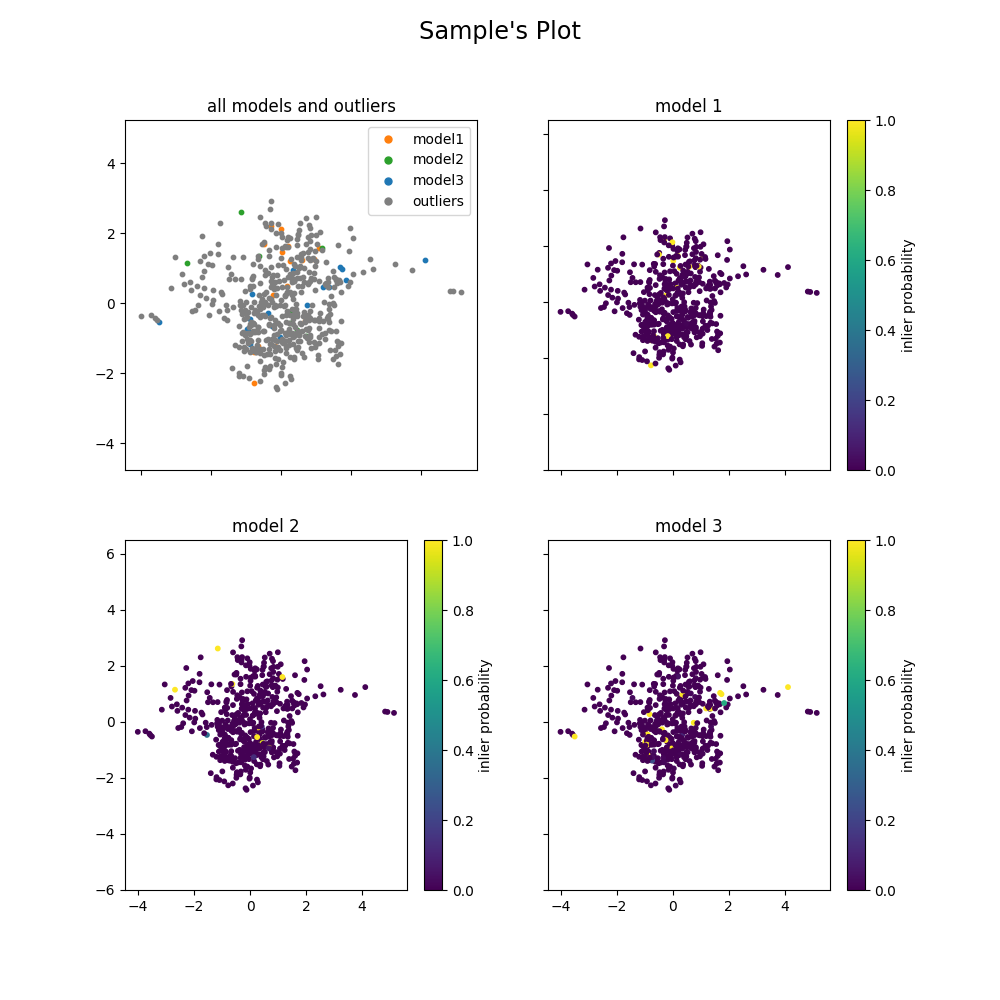 Sample's Plot
all models and outliers
4
2
0
−2
−4
model1
model2
model3
outliers
model 1
1.0
0.8
0.6
0.4
0.2
0.0
inlier probability
model 2
6
4
2
0
−2
−4
−6
−4 −2 0 2 4
1.0
0.8
0.6
0.4
0.2
0.0
inlier probability
model 3
−4 −2 0 2 4
1.0
0.8
0.6
0.4
0.2
0.0
inlier probability